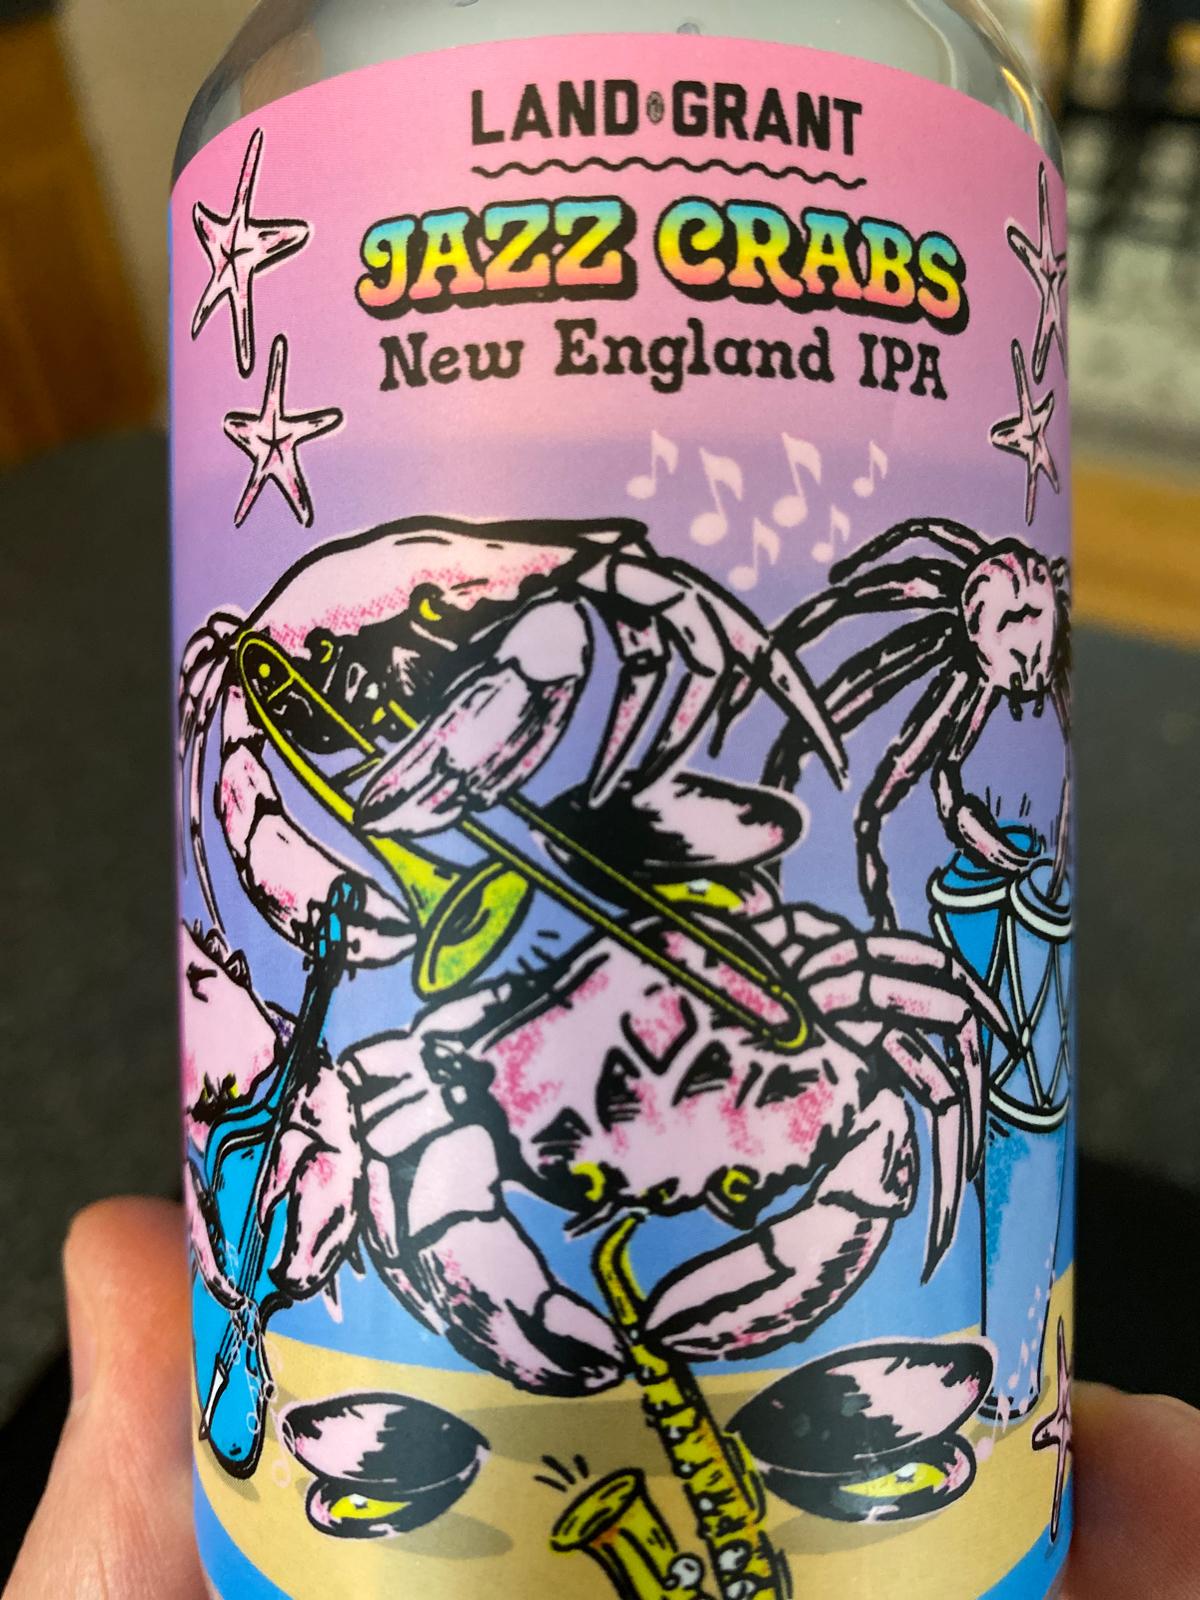 LAND GRANT
JAZZ CRABS
New England IPA